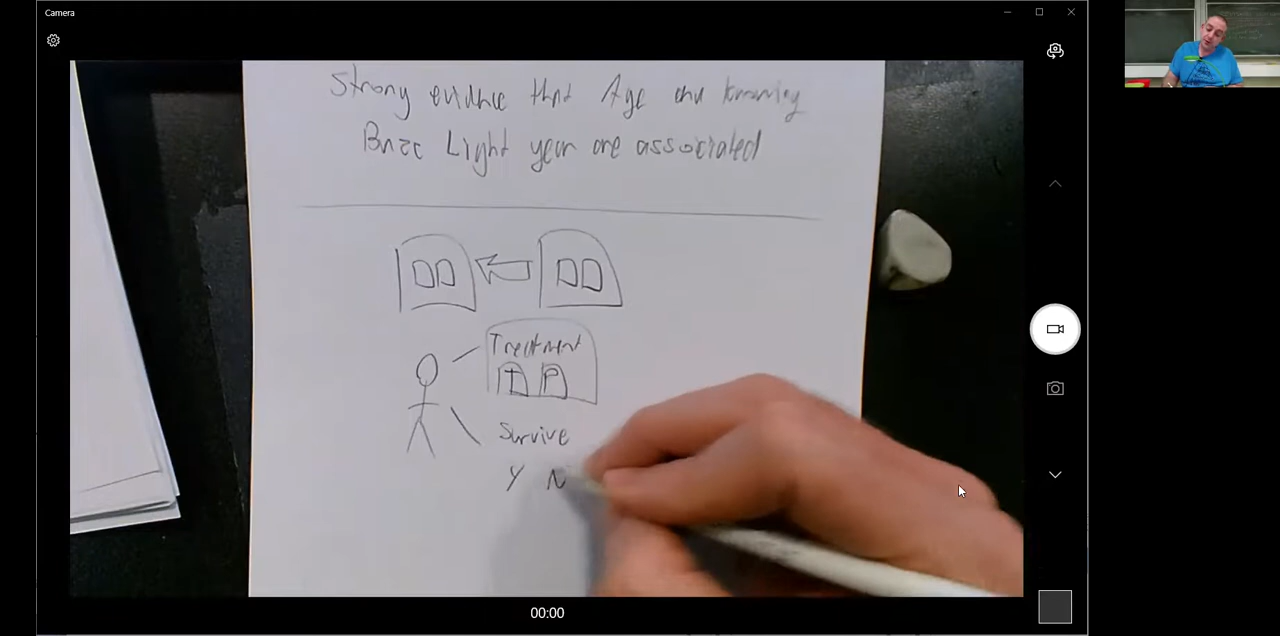 Camera
Strong evidence that Age and knowing
Buzz Light year are associated
Treatment
T P
Survive
Y N
00:00